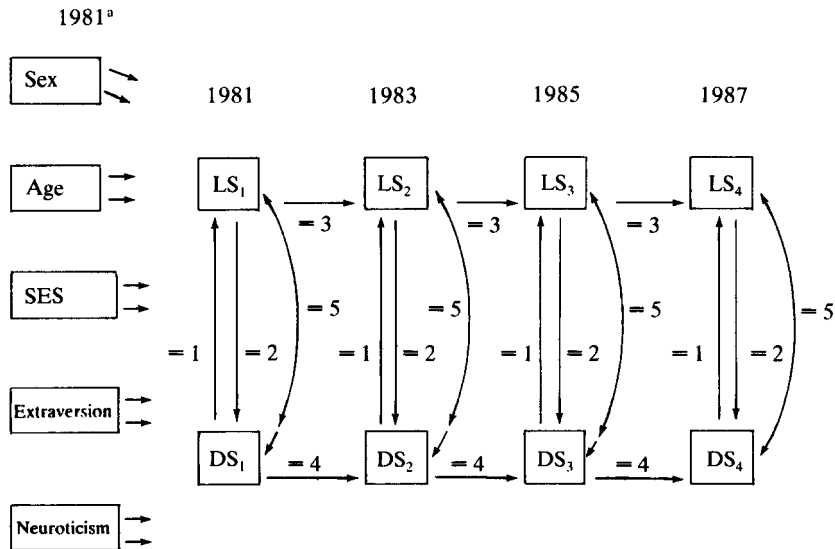 1981ᵃ
Sex
1981 1983 1985 1987
Age
LS₁ LS₂ LS₃ LS₄
= 3 = 3 = 3
SES
= 5 = 5 = 5 = 5
= 1 = 2 = 1 = 2 = 1 = 2 = 1 = 2
Extraversion
DS₁ DS₂ DS₃ DS₄
= 4 = 4 = 4
Neuroticism